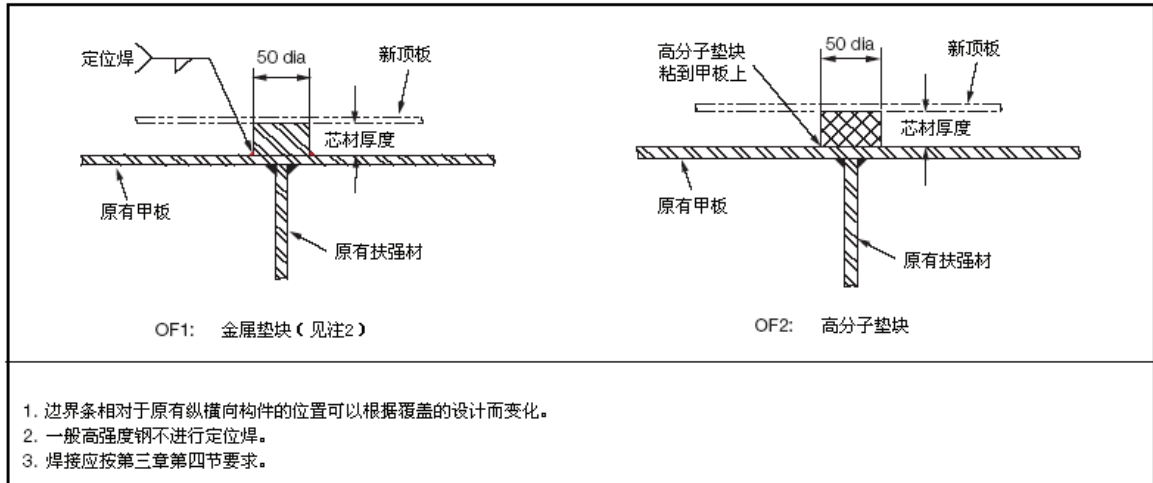 定位焊
50 dia
新顶板
芯材厚度
原有甲板
原有扶强材
OF1: 金属垫块（见注2）
高分子垫块
粘到甲板上
50 dia
新顶板
芯材厚度
原有甲板
原有扶强材
OF2: 高分子垫块
1. 边界条相对于原有纵横向构件的位置可以根据覆盖的设计而变化。
2. 一般高强度钢不进行定位焊。
3. 焊接应按第三章第四节要求。